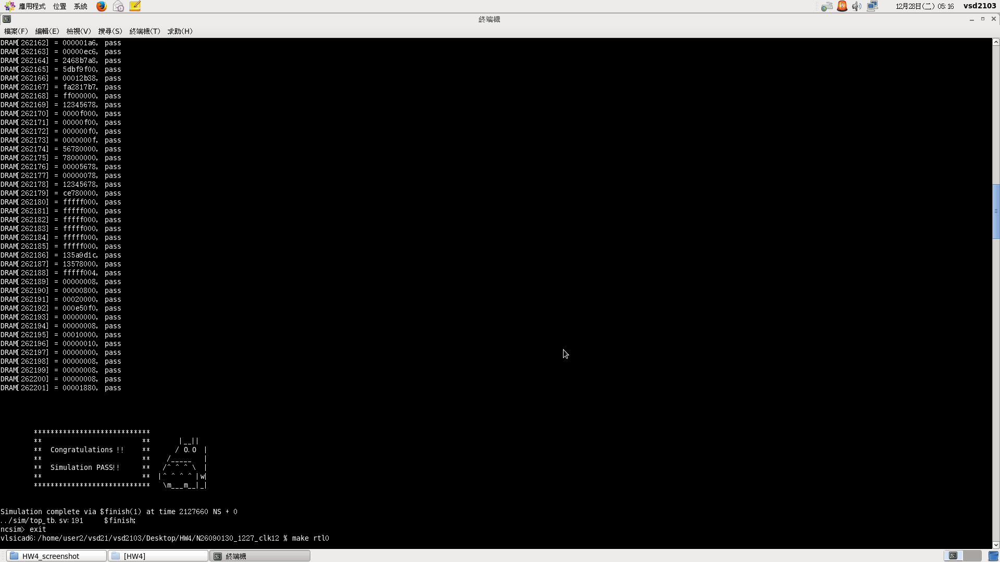 應用程式 位置 系統 12月28日(二) 05:16 vsd2103
終端機
檔案(F) 編輯(E) 檢視(V) 搜尋(S) 終端機(T) 求助(H)
DRAM[262162] = 000001a6, pass
DRAM[262163] = 00000ec6, pass
DRAM[262164] = 2468b7a8, pass
DRAM[262165] = 5dbf9f00, pass
DRAM[262166] = 00012b38, pass
DRAM[262167] = fa2817b7, pass
DRAM[262168] = ff000000, pass
DRAM[262169] = 12345678, pass
DRAM[262170] = 0000f000, pass
DRAM[262171] = 00000f00, pass
DRAM[262172] = 000000f0, pass
DRAM[262173] = 0000000f, pass
DRAM[262174] = 56780000, pass
DRAM[262175] = 78000000, pass
DRAM[262176] = 00005678, pass
DRAM[262177] = 00000078, pass
DRAM[262178] = 12345678, pass
DRAM[262179] = ce780000, pass
DRAM[262180] = fffff000, pass
DRAM[262181] = fffff000, pass
DRAM[262182] = fffff000, pass
DRAM[262183] = fffff000, pass
DRAM[262184] = fffff000, pass
DRAM[262185] = fffff000, pass
DRAM[262186] = 135a9d1c, pass
DRAM[262187] = 13578000, pass
DRAM[262188] = fffff004, pass
DRAM[262189] = 00000008, pass
DRAM[262190] = 00000800, pass
DRAM[262191] = 00020000, pass
DRAM[262192] = 000e50f0, pass
DRAM[262193] = 00000000, pass
DRAM[262194] = 00000008, pass
DRAM[262195] = 00010000, pass
DRAM[262196] = 00000010, pass
DRAM[262197] = 00000000, pass
DRAM[262198] = 00000008, pass
DRAM[262199] = 00000008, pass
DRAM[262200] = 00000008, pass
DRAM[262201] = 00001880, pass
****************************
**                        **       |__||
**  Congratulations !!    **      / O.O  |
**                        **    /_____   |
**  Simulation PASS!!     **   /^ ^ ^ \  |
**                        **  |^ ^ ^ ^ |w|
****************************   \m___m__|_|
Simulation complete via $finish(1) at time 2127660 NS + 0
../sim/top_tb.sv:191     $finish;
ncsim> exit
vlsicad6:/home/user2/vsd21/vsd2103/Desktop/HW4/N26090130_1227_clk12 % make rtl0
HW4_screenshot [HW4] 終端機